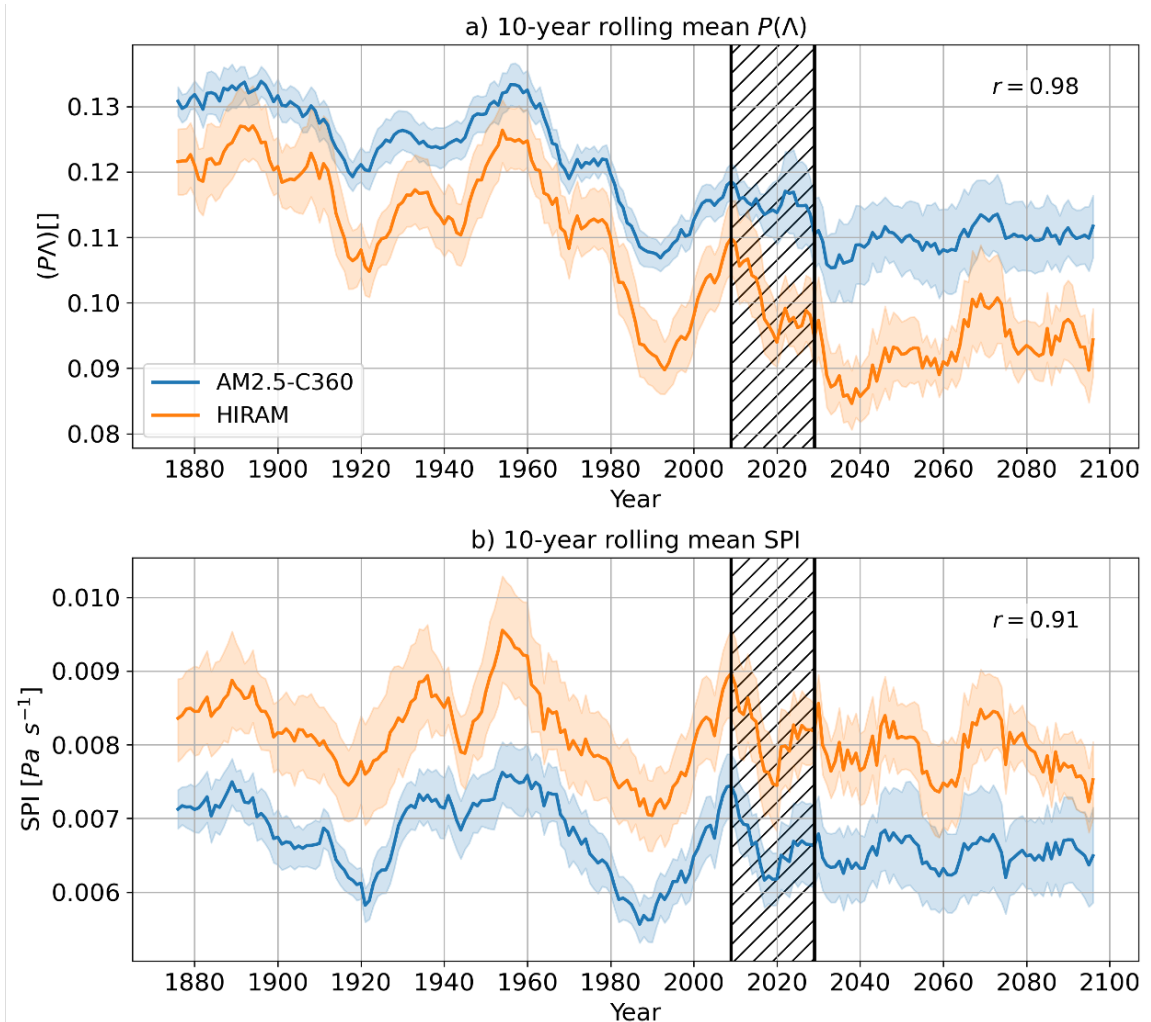 a) 10-year rolling mean P(Λ)
(PΛ)[]
0.13
0.12
0.11
0.10
0.09
0.08
r = 0.98
AM2.5-C360
HIRAM
1880 1900 1920 1940 1960 1980 2000 2020 2040 2060 2080 2100
Year
b) 10-year rolling mean SPI
SPI [Pa s⁻¹]
0.010
0.009
0.008
0.007
0.006
r = 0.91
1880 1900 1920 1940 1960 1980 2000 2020 2040 2060 2080 2100
Year